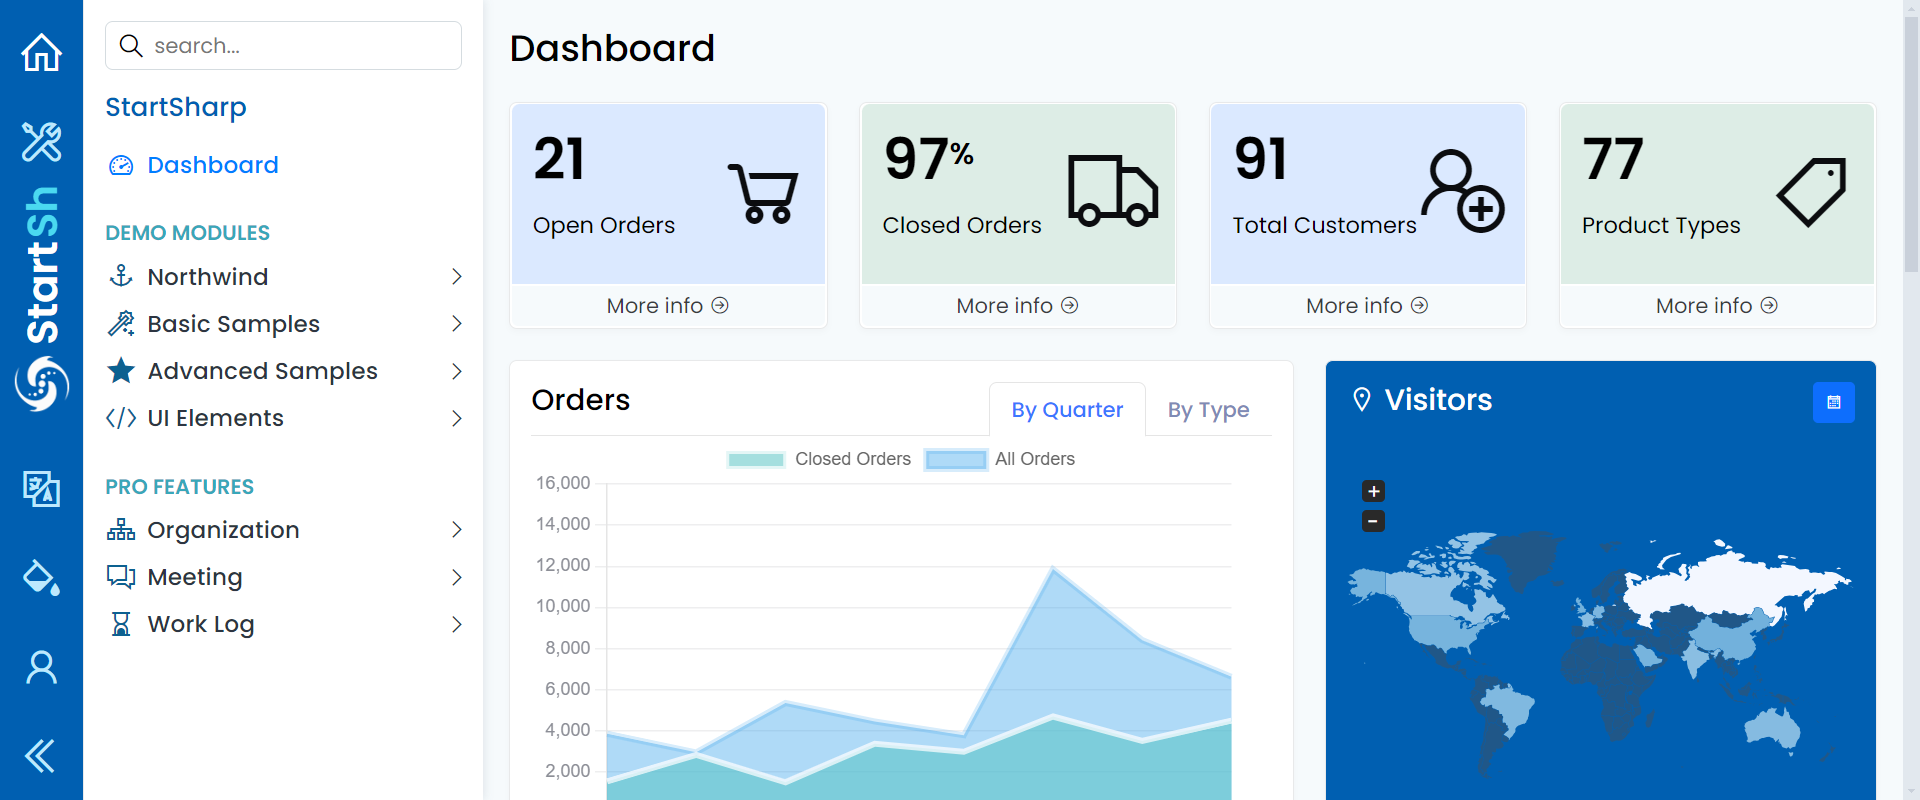 search...
StartSharp
Dashboard
DEMO MODULES
Northwind
Basic Samples
Advanced Samples
UI Elements
PRO FEATURES
Organization
Meeting
Work Log
StartSh
Dashboard
21
Open Orders
More info
97%
Closed Orders
More info
91
Total Customers
More info
77
Product Types
More info
Orders
By Quarter
By Type
Closed Orders
All Orders
16,000
14,000
12,000
10,000
8,000
6,000
4,000
2,000
Visitors
+
−